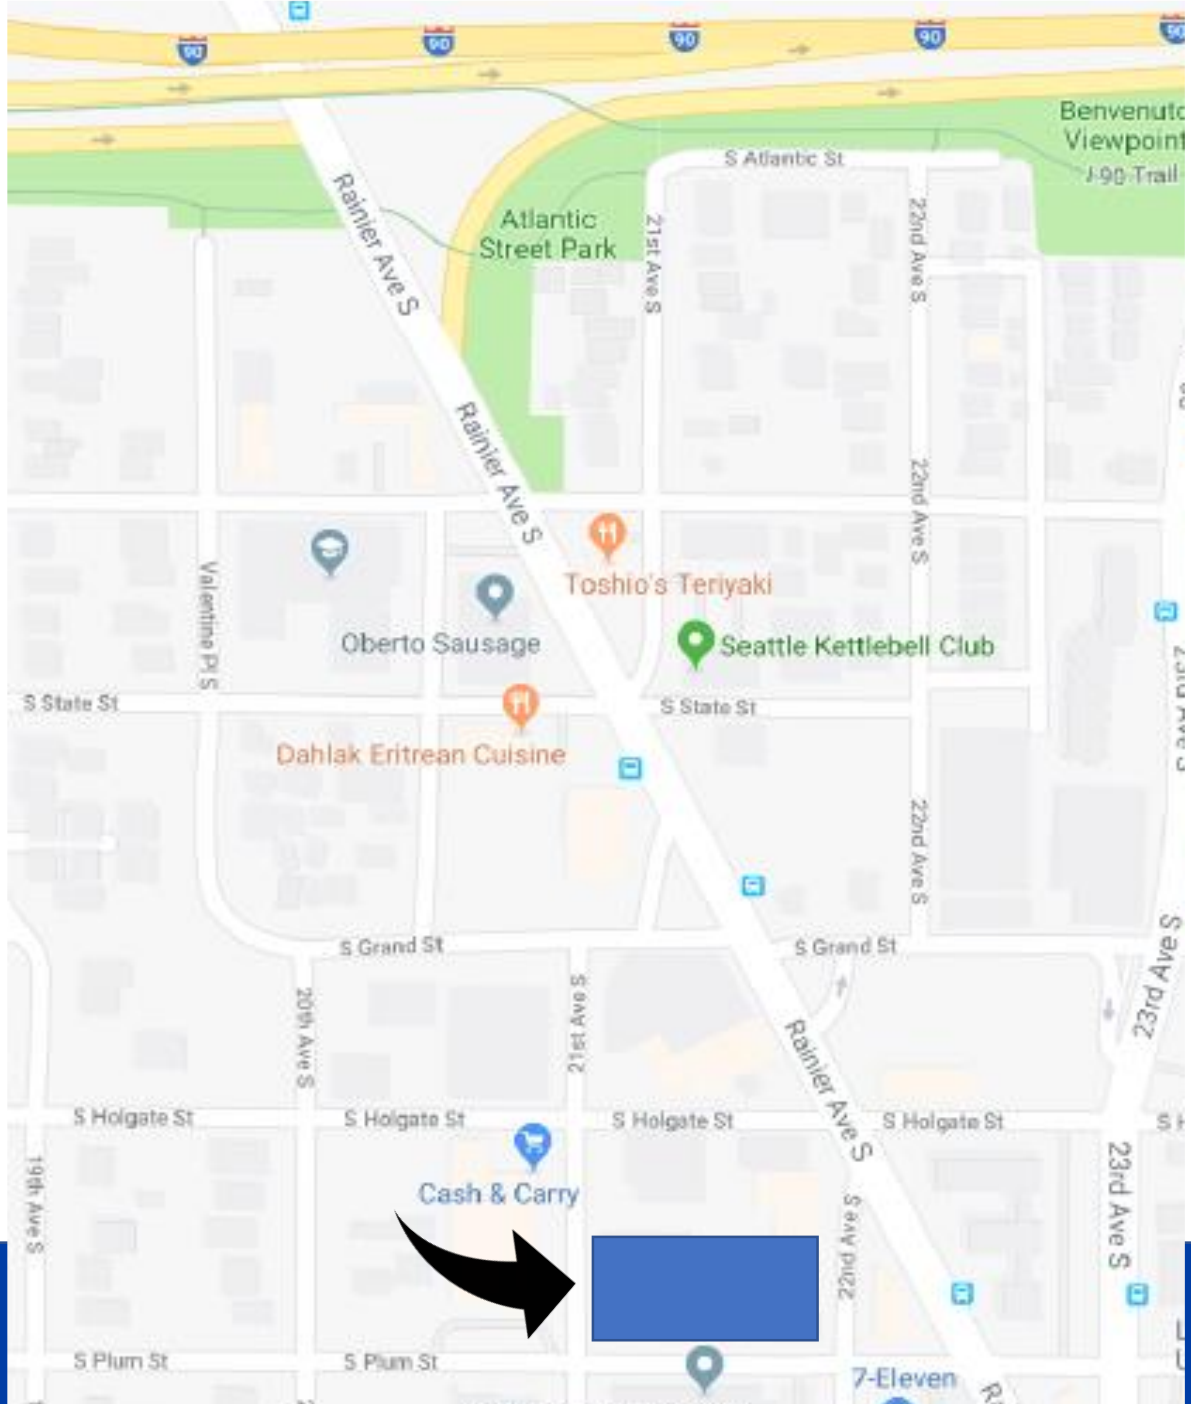 90
90
90
90
90
Benvenuto
Viewpoint
I-90 Trail
S Atlantic St
Rainier Ave S
Atlantic
Street Park
21st Ave S
22nd Ave S
Rainier Ave S
22nd Ave S
Toshio's Teriyaki
Valentine Pl S
Oberto Sausage
Seattle Kettlebell Club
23rd Ave S
S State St
S State St
Dahlak Eritrean Cuisine
22nd Ave S
S Grand St
S Grand St
23rd Ave S
20th Ave S
21st Ave S
Rainier Ave S
S Holgate St
S Holgate St
S Holgate St
S Holgate St
S H
19th Ave S
Cash & Carry
22nd Ave S
23rd Ave S
S Plum St
S Plum St
7-Eleven